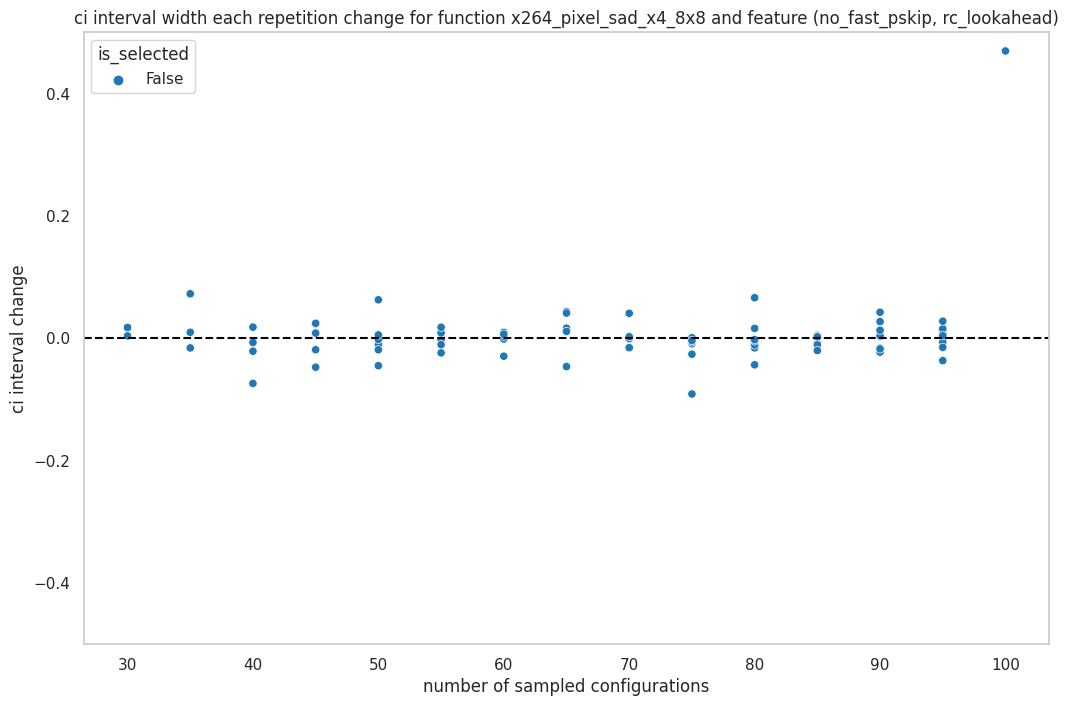 ci interval width each repetition change for function x264_pixel_sad_x4_8x8 and feature (no_fast_pskip, rc_lookahead)
is_selected
False
0.4
0.2
0.0
−0.2
−0.4
ci interval change
30 40 50 60 70 80 90 100
number of sampled configurations